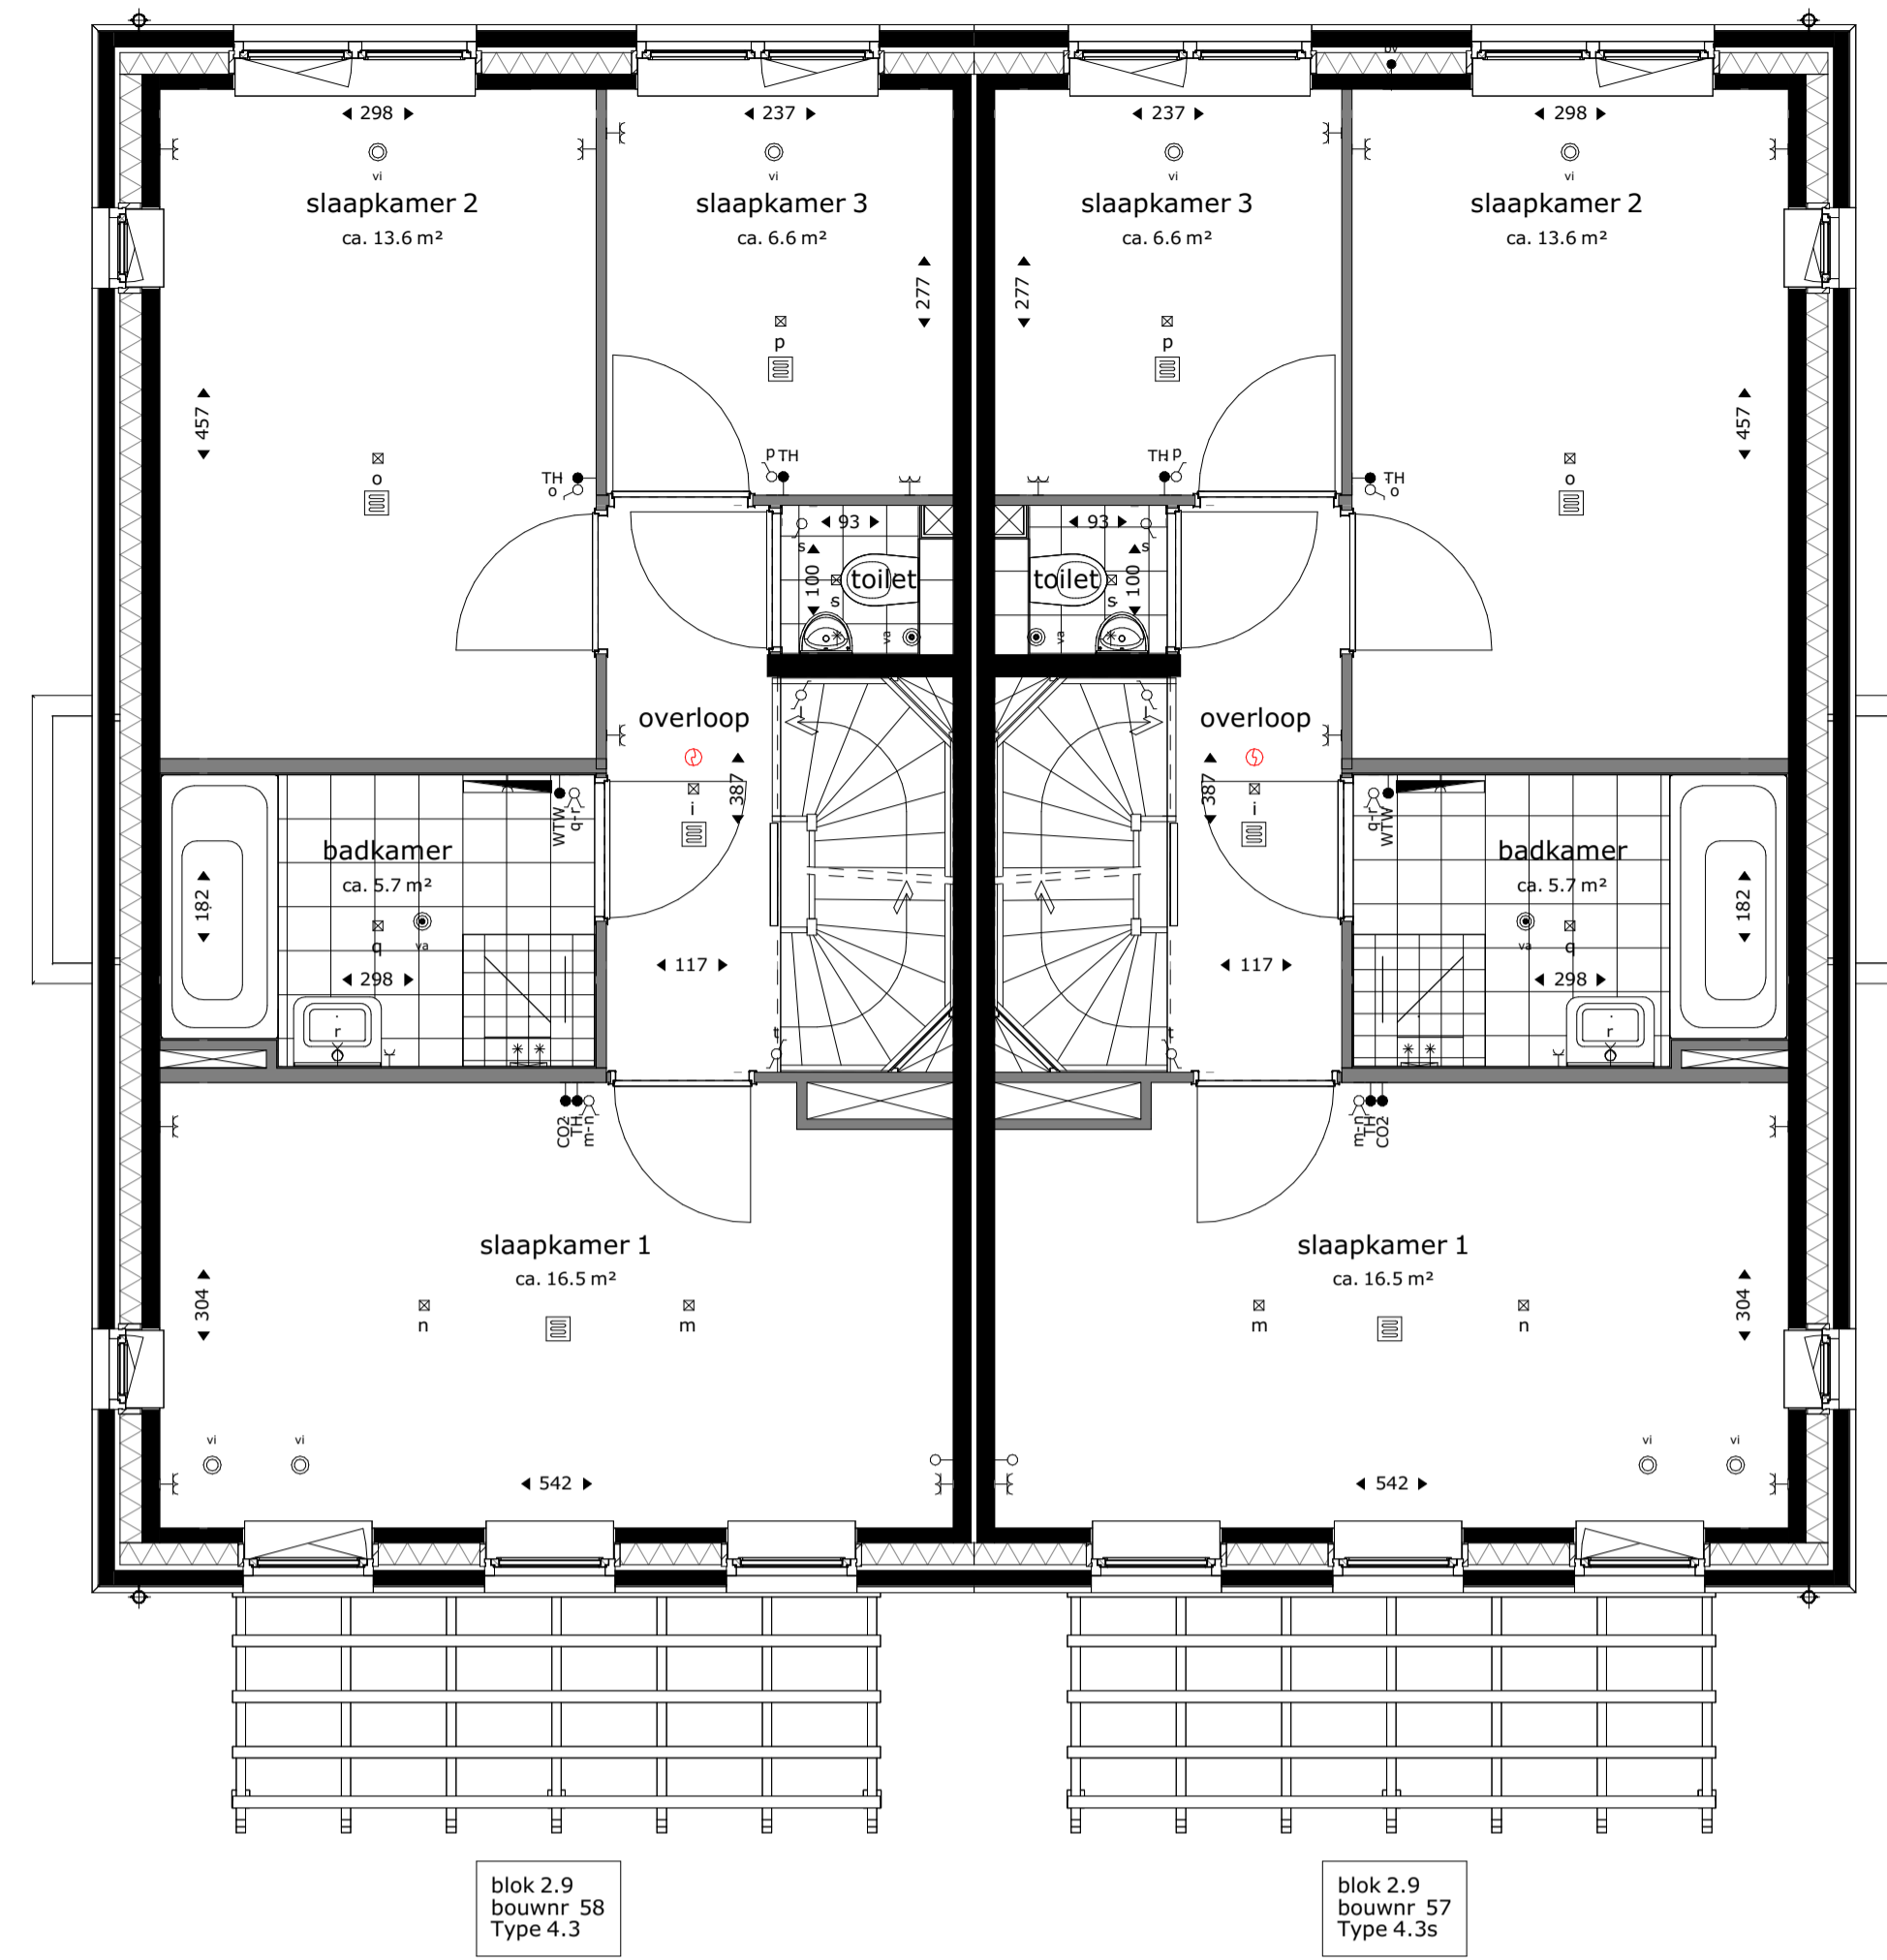 bv
298
237
237
298
vi
vi
vi
vi
slaapkamer 2
slaapkamer 3
slaapkamer 3
slaapkamer 2
ca. 13.6 m²
ca. 6.6 m²
ca. 6.6 m²
ca. 13.6 m²
277
277
p
p
457
457
o
o
p TH
TH p
TH
o
TH
o
93
93
s
s
100
100
toilet
toilet
s
s
va
va
overloop
overloop
l
l
387
387
i
i
WTW
q-r
q-r
WTW
badkamer
badkamer
ca. 5.7 m²
ca. 5.7 m²
182
182
q
va
va
q
298
117
117
298
r
r
t
t
CO2
TH
m-n
m-n
TH
CO2
slaapkamer 1
slaapkamer 1
ca. 16.5 m²
ca. 16.5 m²
304
304
n
m
m
n
vi
vi
vi
vi
542
542
blok 2.9
bouwnr 58
Type 4.3
blok 2.9
bouwnr 57
Type 4.3s